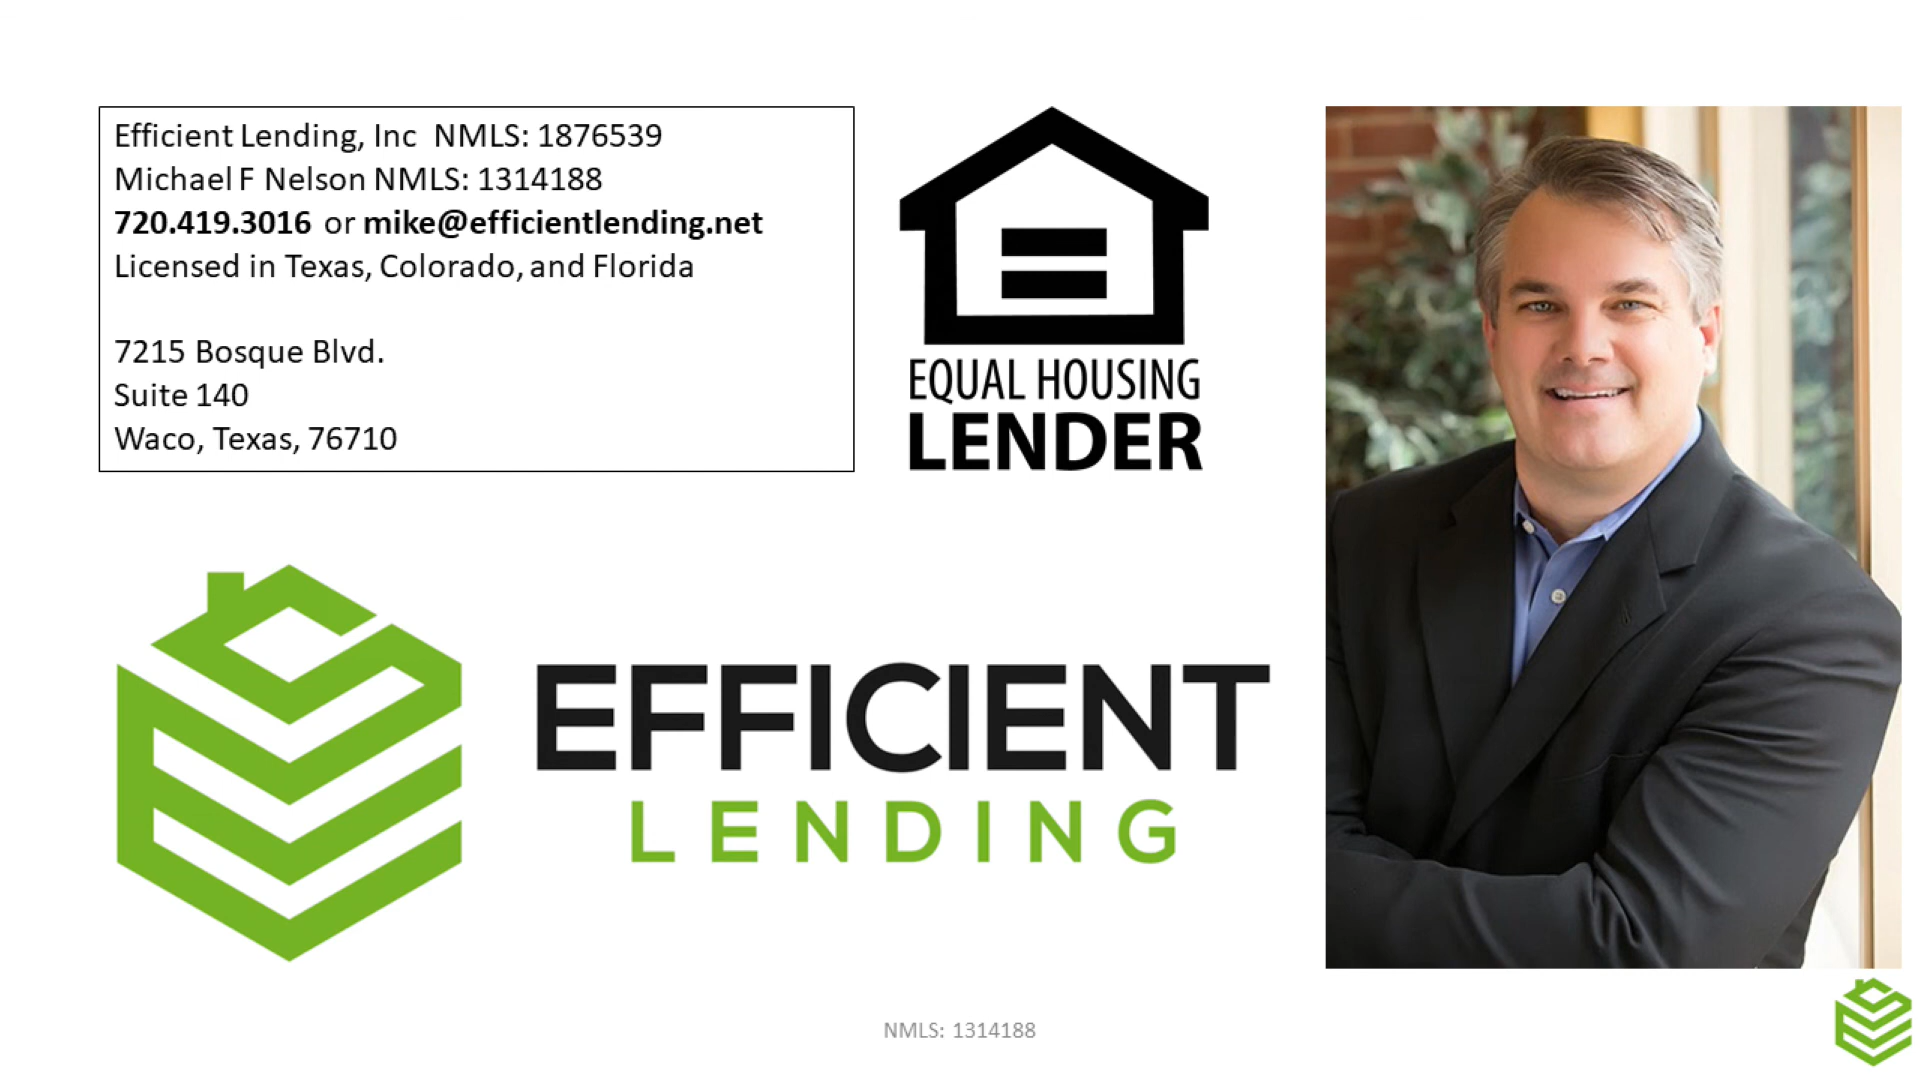 Efficient Lending, Inc  NMLS: 1876539
Michael F Nelson NMLS: 1314188
720.419.3016 or mike@efficientlending.net
Licensed in Texas, Colorado, and Florida
7215 Bosque Blvd.
Suite 140
Waco, Texas, 76710
EQUAL HOUSING
LENDER
EFFICIENT
LENDING
NMLS: 1314188